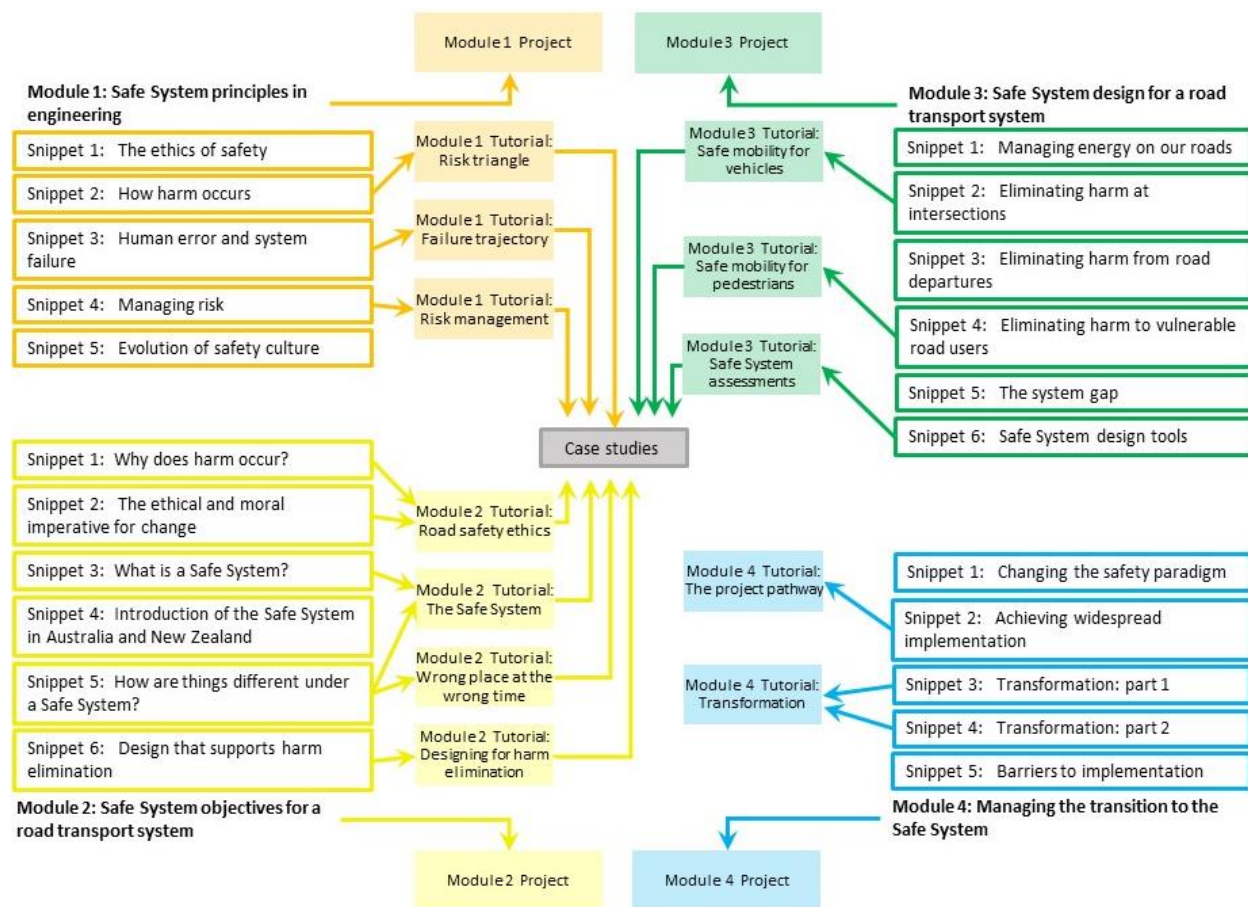 Module 1 Project
Module 1: Safe System principles in
engineering
Snippet 1: The ethics of safety
Snippet 2: How harm occurs
Snippet 3: Human error and system
failure
Snippet 4: Managing risk
Snippet 5: Evolution of safety culture
Module 1 Tutorial:
Risk triangle
Module 1 Tutorial:
Failure trajectory
Module 1 Tutorial:
Risk management
Module 3 Project
Module 3: Safe System design for a road
transport system
Module 3 Tutorial:
Safe mobility for
vehicles
Module 3 Tutorial:
Safe mobility for
pedestrians
Module 3 Tutorial:
Safe System
assessments
Snippet 1: Managing energy on our roads
Snippet 2: Eliminating harm at
intersections
Snippet 3: Eliminating harm from road
departures
Snippet 4: Eliminating harm to vulnerable
road users
Snippet 5: The system gap
Snippet 6: Safe System design tools
Case studies
Snippet 1: Why does harm occur?
Snippet 2: The ethical and moral
imperative for change
Snippet 3: What is a Safe System?
Snippet 4: Introduction of the Safe System
in Australia and New Zealand
Snippet 5: How are things different under
a Safe System?
Snippet 6: Design that supports harm
elimination
Module 2: Safe System objectives for a
road transport system
Module 2 Tutorial:
Road safety ethics
Module 2 Tutorial:
The Safe System
Module 2 Tutorial:
Wrong place at the
wrong time
Module 2 Tutorial:
Designing for harm
elimination
Module 2 Project
Module 4 Tutorial:
The project pathway
Module 4 Tutorial:
Transformation
Snippet 1: Changing the safety paradigm
Snippet 2: Achieving widespread
implementation
Snippet 3: Transformation: part 1
Snippet 4: Transformation: part 2
Snippet 5: Barriers to implementation
Module 4: Managing the transition to the
Safe System
Module 4 Project